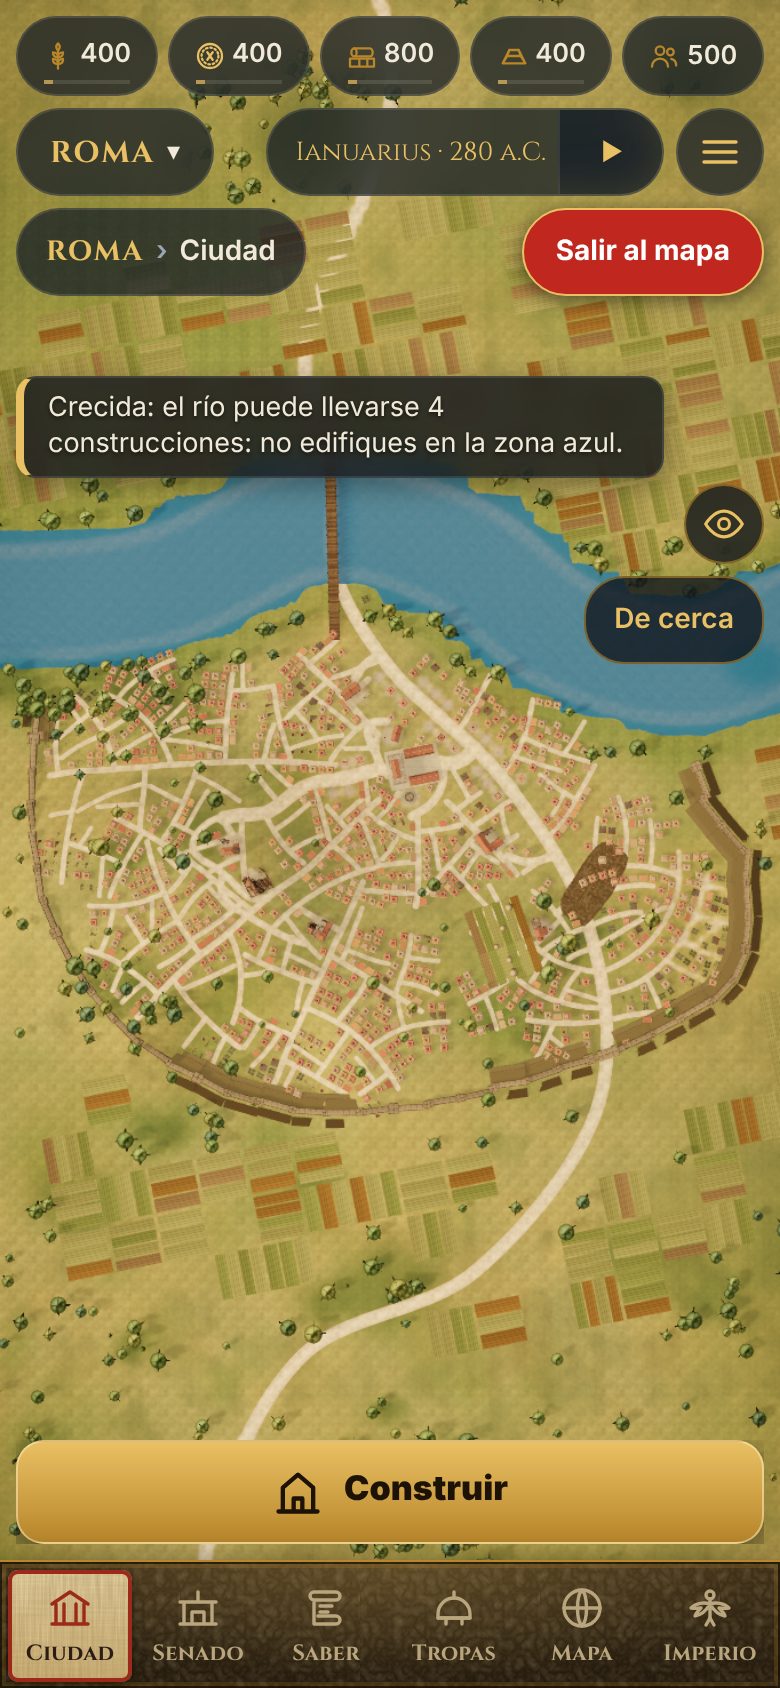 400 400 800 400 500
ROMA ▾
IANUARIUS · 280 A.C.
ROMA › Ciudad
Salir al mapa
Crecida: el río puede llevarse 4
construcciones: no edifiques en la zona azul.
De cerca
Construir
CIUDAD SENADO SABER TROPAS MAPA IMPERIO